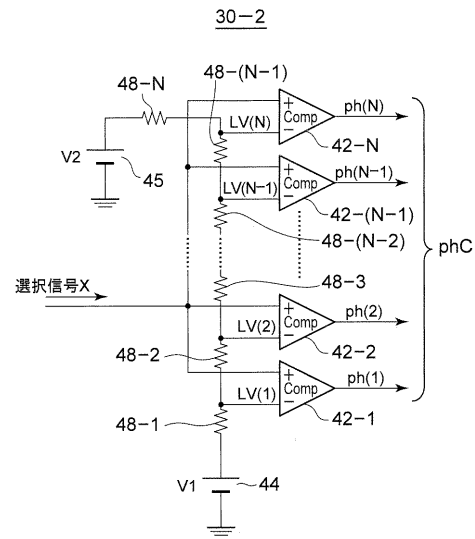 30-2
48-(N-1)
48-N
LV(N)
+
Comp
−
ph(N)
42-N
V2
45
LV(N-1)
+
Comp
−
ph(N-1)
42-(N-1)
48-(N-2)
phC
選択信号X
48-3
+
Comp
−
ph(2)
LV(2)
42-2
48-2
+
Comp
−
ph(1)
LV(1)
42-1
48-1
V1
44